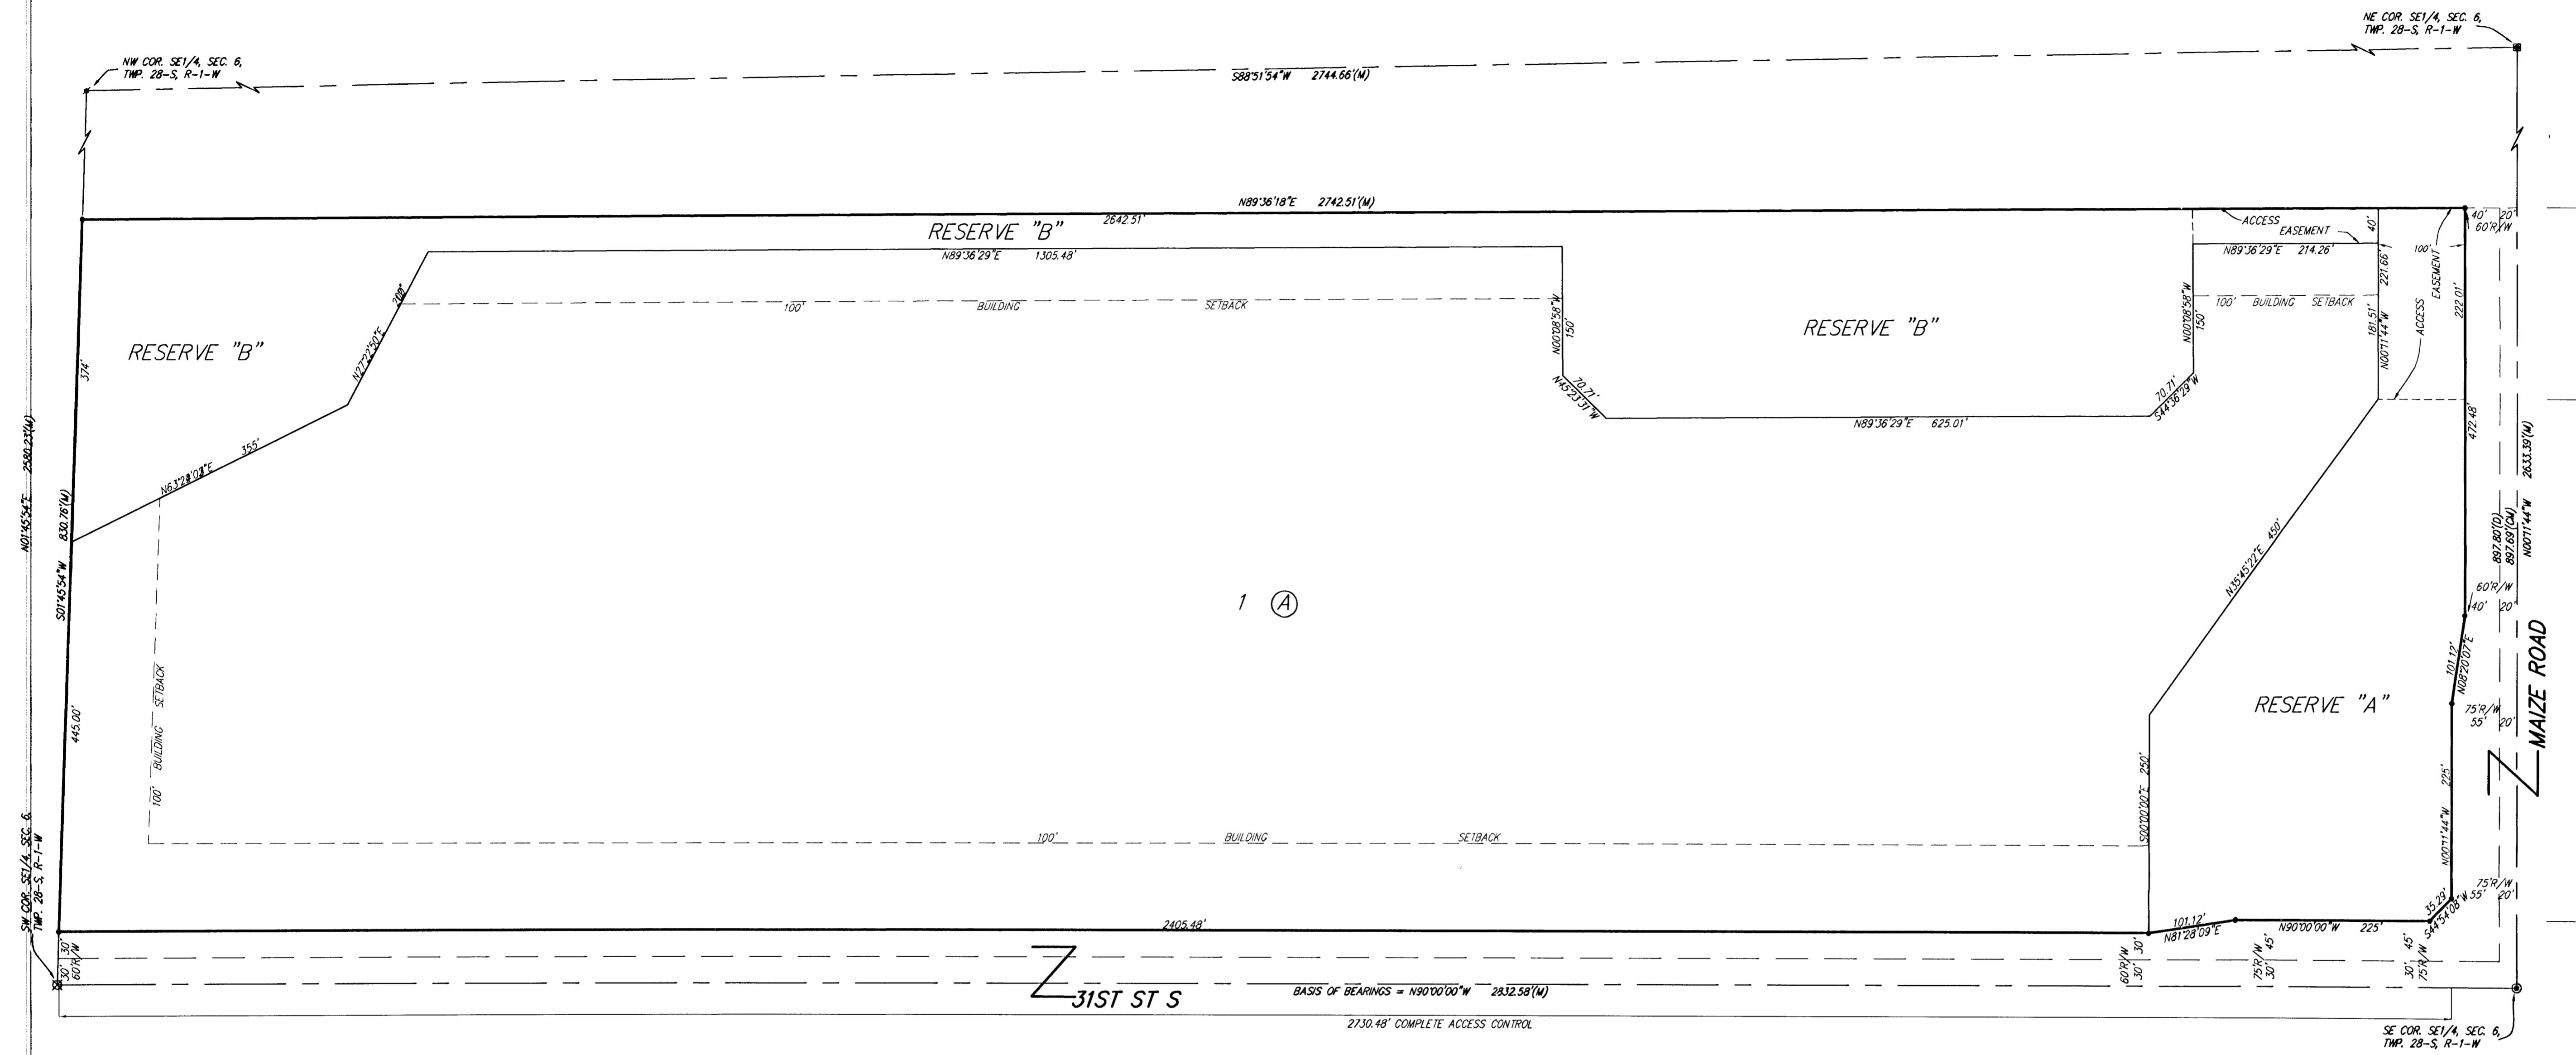 NW COR. SE1/4, SEC. 6,
TWP. 28-S, R-1-W
NE COR. SE1/4, SEC. 6,
TWP. 28-S, R-1-W
S88°51'54"W 2744.66'(M)
N89°36'18"E 2742.51'(M)
2642.51'
RESERVE "B"
N89°36'29"E 1305.48'
100' BUILDING SETBACK
200'
N27°22'50"E
RESERVE "B"
374'
355'
N01°45'54"E 2580.23'(M)
S01°45'54"W 830.76'(M)
445.00'
100' BUILDING SETBACK
N00°08'58"W
150'
70.71'
N45°23'31"W
RESERVE "B"
N89°36'29"E 625.01'
70.71'
S44°36'29"W
N00°08'58"W
150'
ACCESS
EASEMENT
N89°36'29"E 214.26'
100' BUILDING SETBACK
40'
221.66'
181.51'
N00°11'44"W
100'
EASEMENT
ACCESS
222.01'
40' 20'
60'R/W
472.48'
897.80'(D)
897.69'(CM)
N00°11'44"W 2633.39'(M)
60'R/W
40' 20'
101.12'
N08°20'07"E
75'R/W
55' 20'
MAIZE ROAD
1 A
N35°45'22"E 450'
RESERVE "A"
S00°00'00"E 250'
225'
N00°11'44"W
75'R/W
55' 20'
35.29'
S44°54'08"W
100' BUILDING SETBACK
2405.48'
101.12'
N81°28'09"E
N90°00'00"W 225'
SW COR. SE1/4, SEC. 6,
TWP. 28-S, R-1-W
30' 30'
60'R/W
60'R/W
30' 30'
75'R/W
30' 45'
30' 45'
75'R/W
31ST ST S
BASIS OF BEARINGS = N90°00'00"W 2832.58'(M)
2730.48' COMPLETE ACCESS CONTROL
SE COR. SE1/4, SEC. 6,
TWP. 28-S, R-1-W